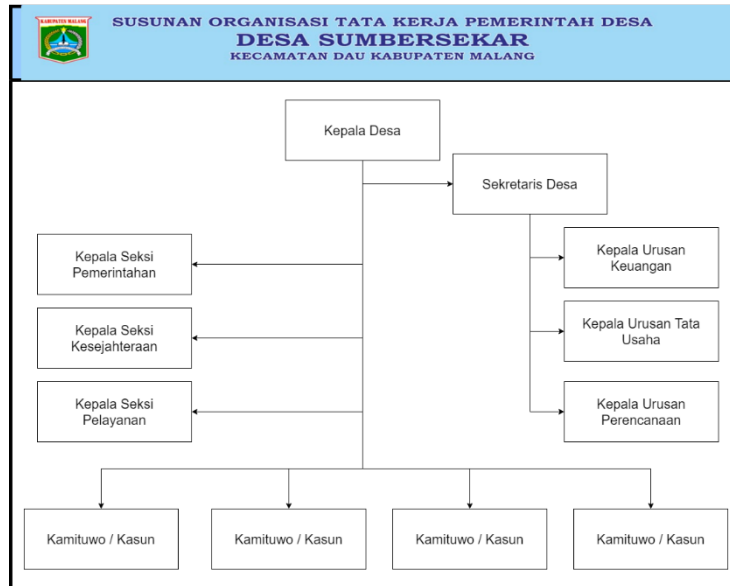 KABUPATEN MALANG
SUSUNAN ORGANISASI TATA KERJA PEMERINTAH DESA
DESA SUMBERSEKAR
KECAMATAN DAU KABUPATEN MALANG
Kepala Desa
Sekretaris Desa
Kepala Seksi
Pemerintahan
Kepala Urusan
Keuangan
Kepala Seksi
Kesejahteraan
Kepala Urusan Tata
Usaha
Kepala Seksi
Pelayanan
Kepala Urusan
Perencanaan
Kamituwo / Kasun
Kamituwo / Kasun
Kamituwo / Kasun
Kamituwo / Kasun